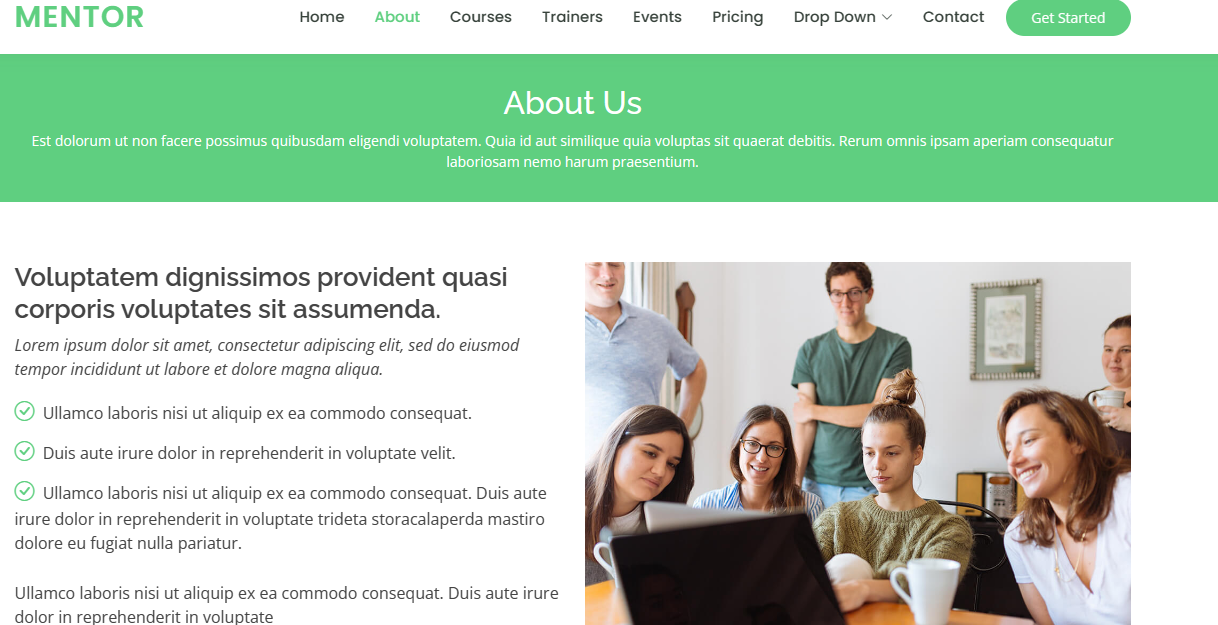 MENTOR
Home About Courses Trainers Events Pricing Drop Down Contact Get Started
About Us
Est dolorum ut non facere possimus quibusdam eligendi voluptatem. Quia id aut similique quia voluptas sit quaerat debitis. Rerum omnis ipsam aperiam consequatur
laboriosam nemo harum praesentium.
Voluptatem dignissimos provident quasi
corporis voluptates sit assumenda.
Lorem ipsum dolor sit amet, consectetur adipiscing elit, sed do eiusmod
tempor incididunt ut labore et dolore magna aliqua.
Ullamco laboris nisi ut aliquip ex ea commodo consequat.
Duis aute irure dolor in reprehenderit in voluptate velit.
Ullamco laboris nisi ut aliquip ex ea commodo consequat. Duis aute
irure dolor in reprehenderit in voluptate trideta storacalaperda mastiro
dolore eu fugiat nulla pariatur.
Ullamco laboris nisi ut aliquip ex ea commodo consequat. Duis aute irure
dolor in reprehenderit in voluptate